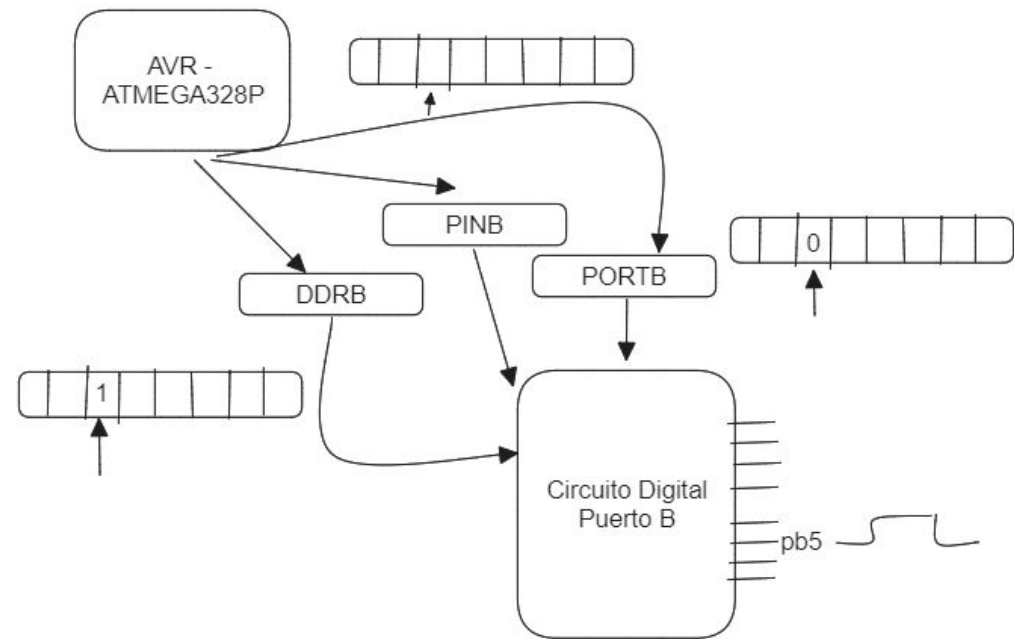 AVR -
ATMEGA328P
PINB
DDRB
PORTB
0
1
Circuito Digital
Puerto B
pb5